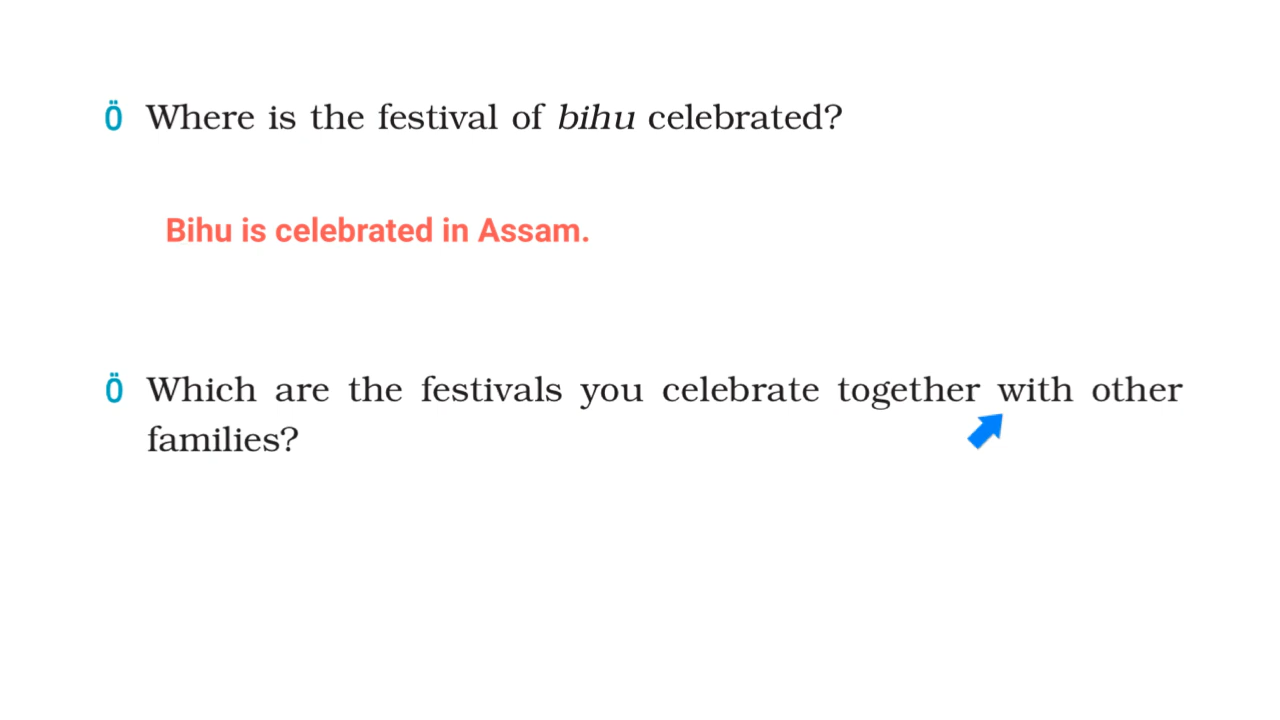 Ö Where is the festival of bihu celebrated?
Bihu is celebrated in Assam.
Ö Which are the festivals you celebrate together with other
families?